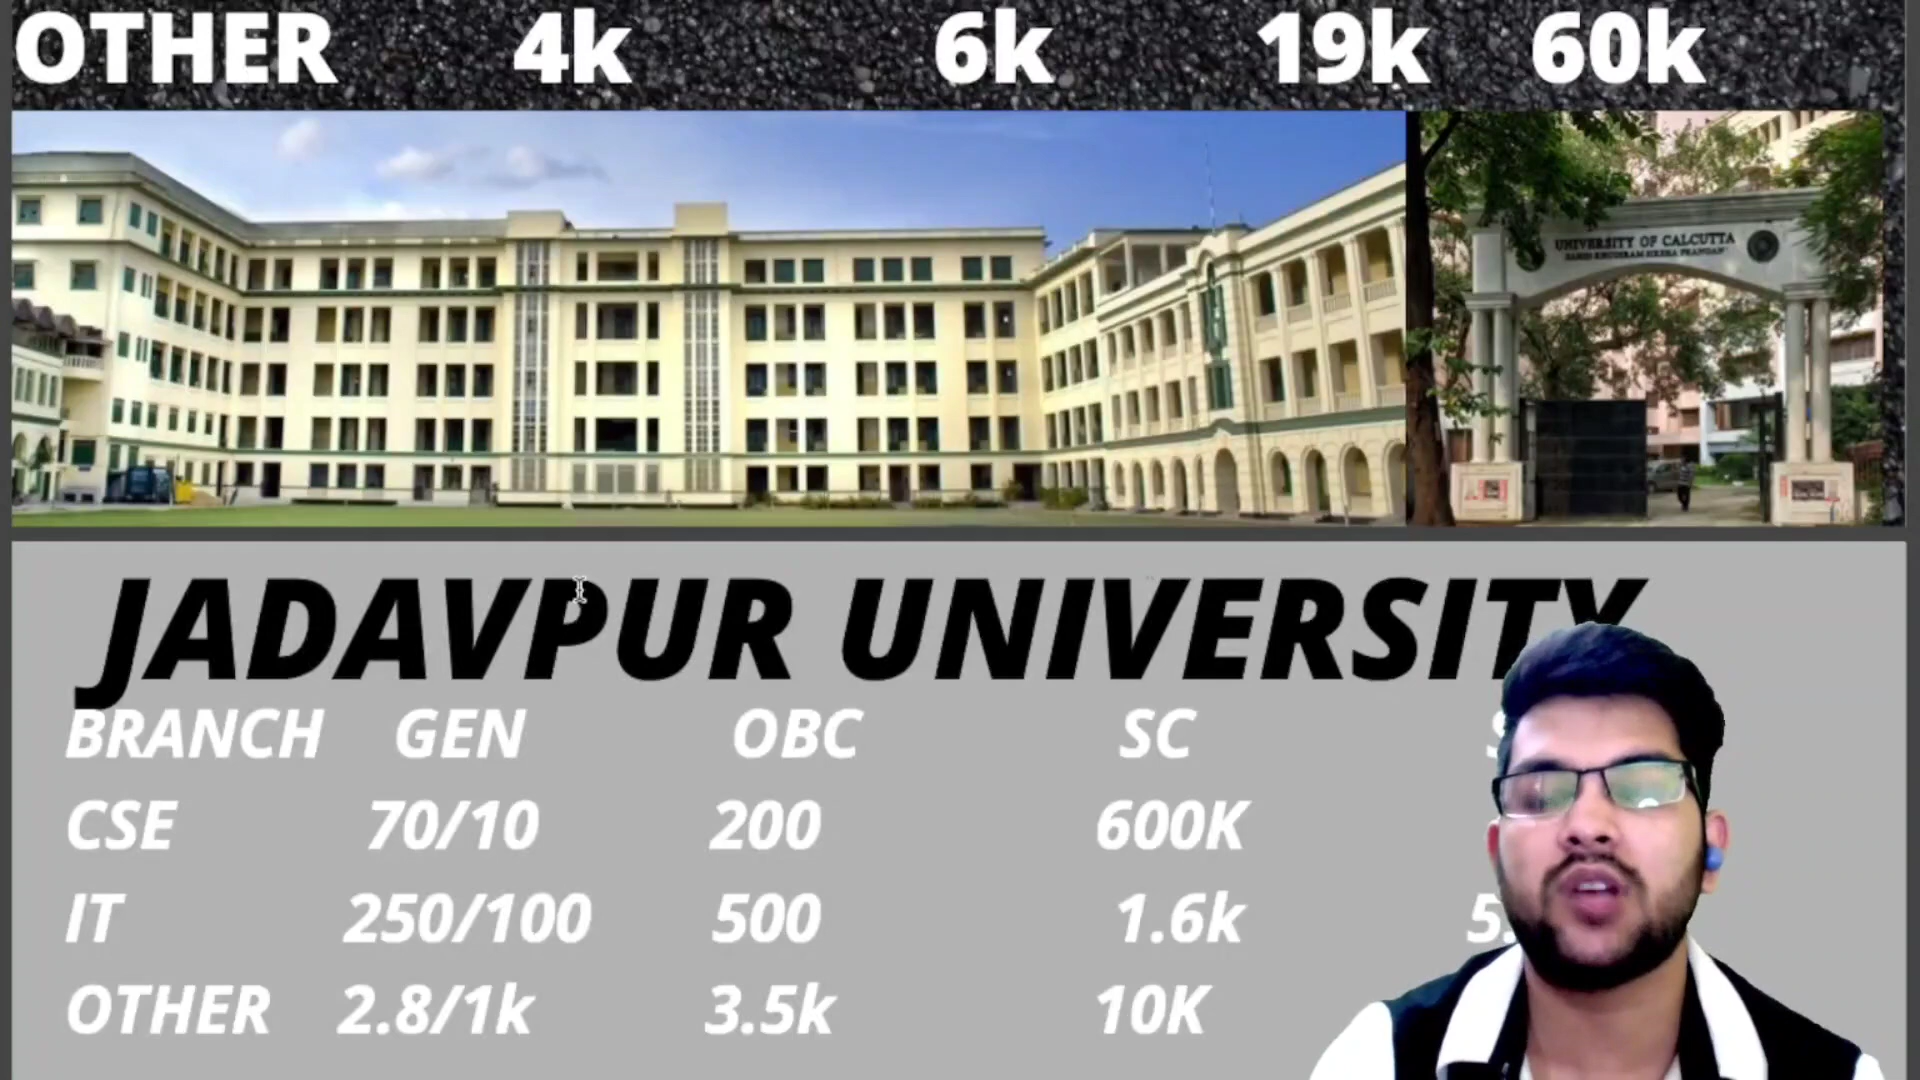 OTHER 4k 6k 19k 60k
UNIVERSITY OF CALCUTTA
JADAVPUR UNIVERSITY
BRANCH GEN OBC SC
CSE 70/10 200 600K
IT 250/100 500 1.6k
OTHER 2.8/1k 3.5k 10K